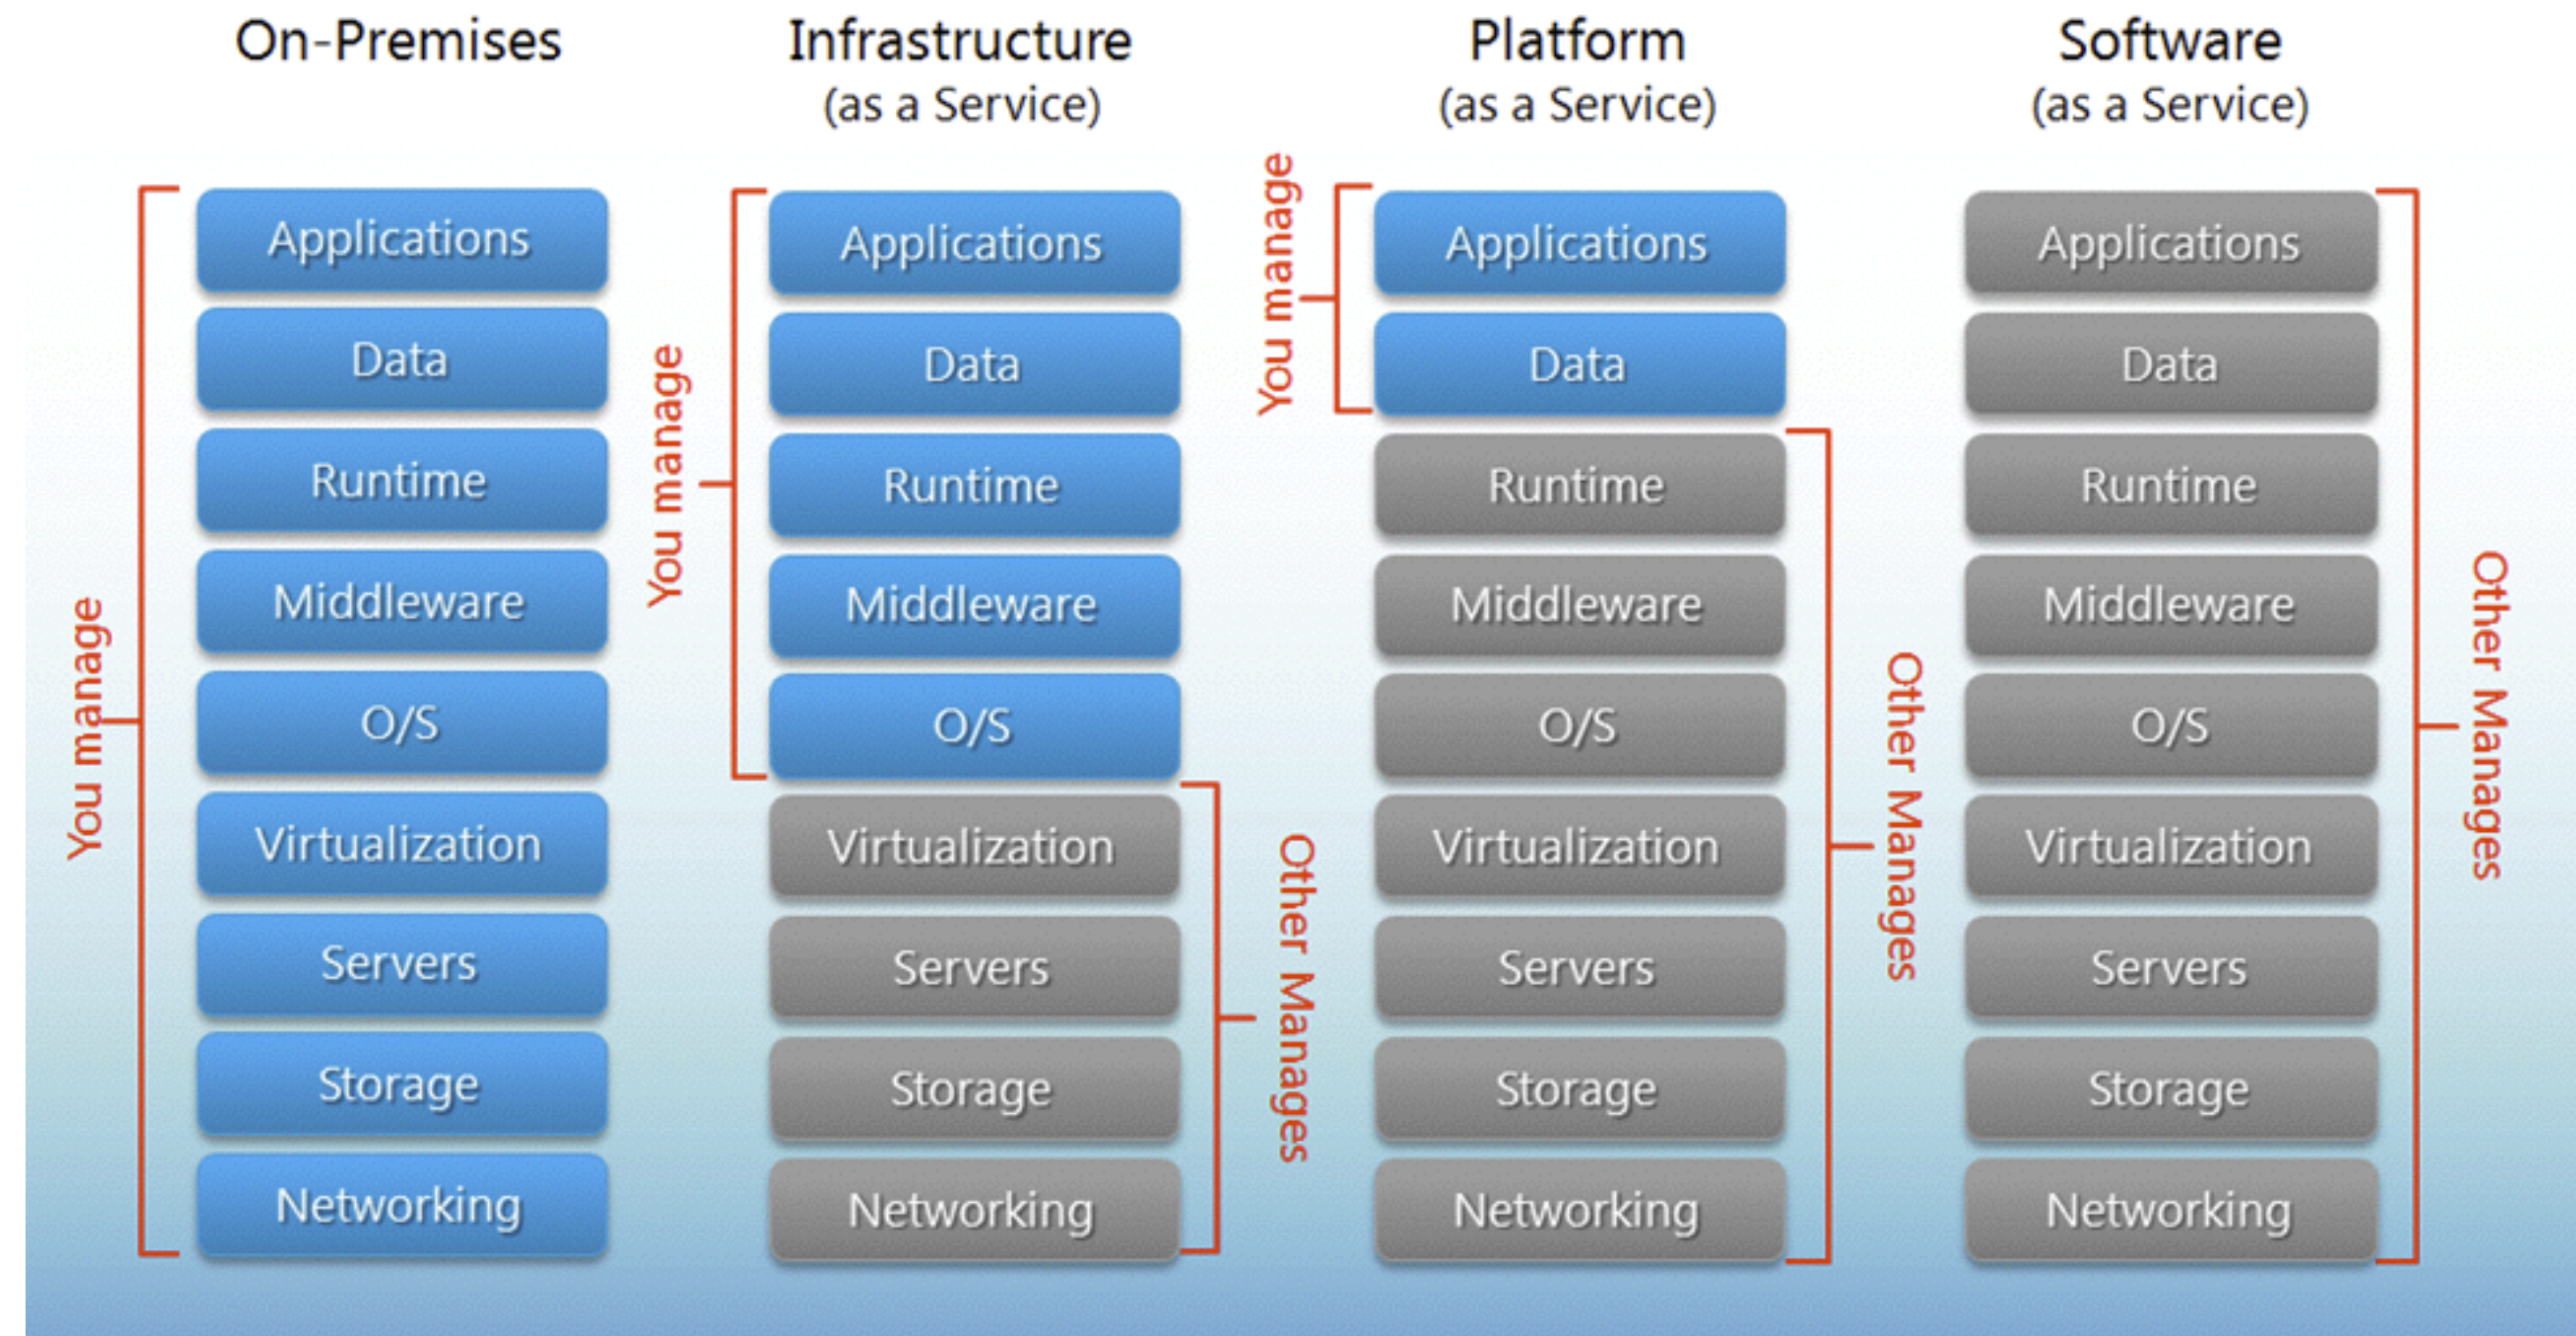 On-Premises
You manage
Applications
Data
Runtime
Middleware
O/S
Virtualization
Servers
Storage
Networking
Infrastructure
(as a Service)
You manage
Applications
Data
Runtime
Middleware
O/S
Virtualization
Servers
Storage
Networking
Other Manages
Platform
(as a Service)
You manage
Applications
Data
Runtime
Middleware
O/S
Virtualization
Servers
Storage
Networking
Other Manages
Software
(as a Service)
Applications
Data
Runtime
Middleware
O/S
Virtualization
Servers
Storage
Networking
Other Manages